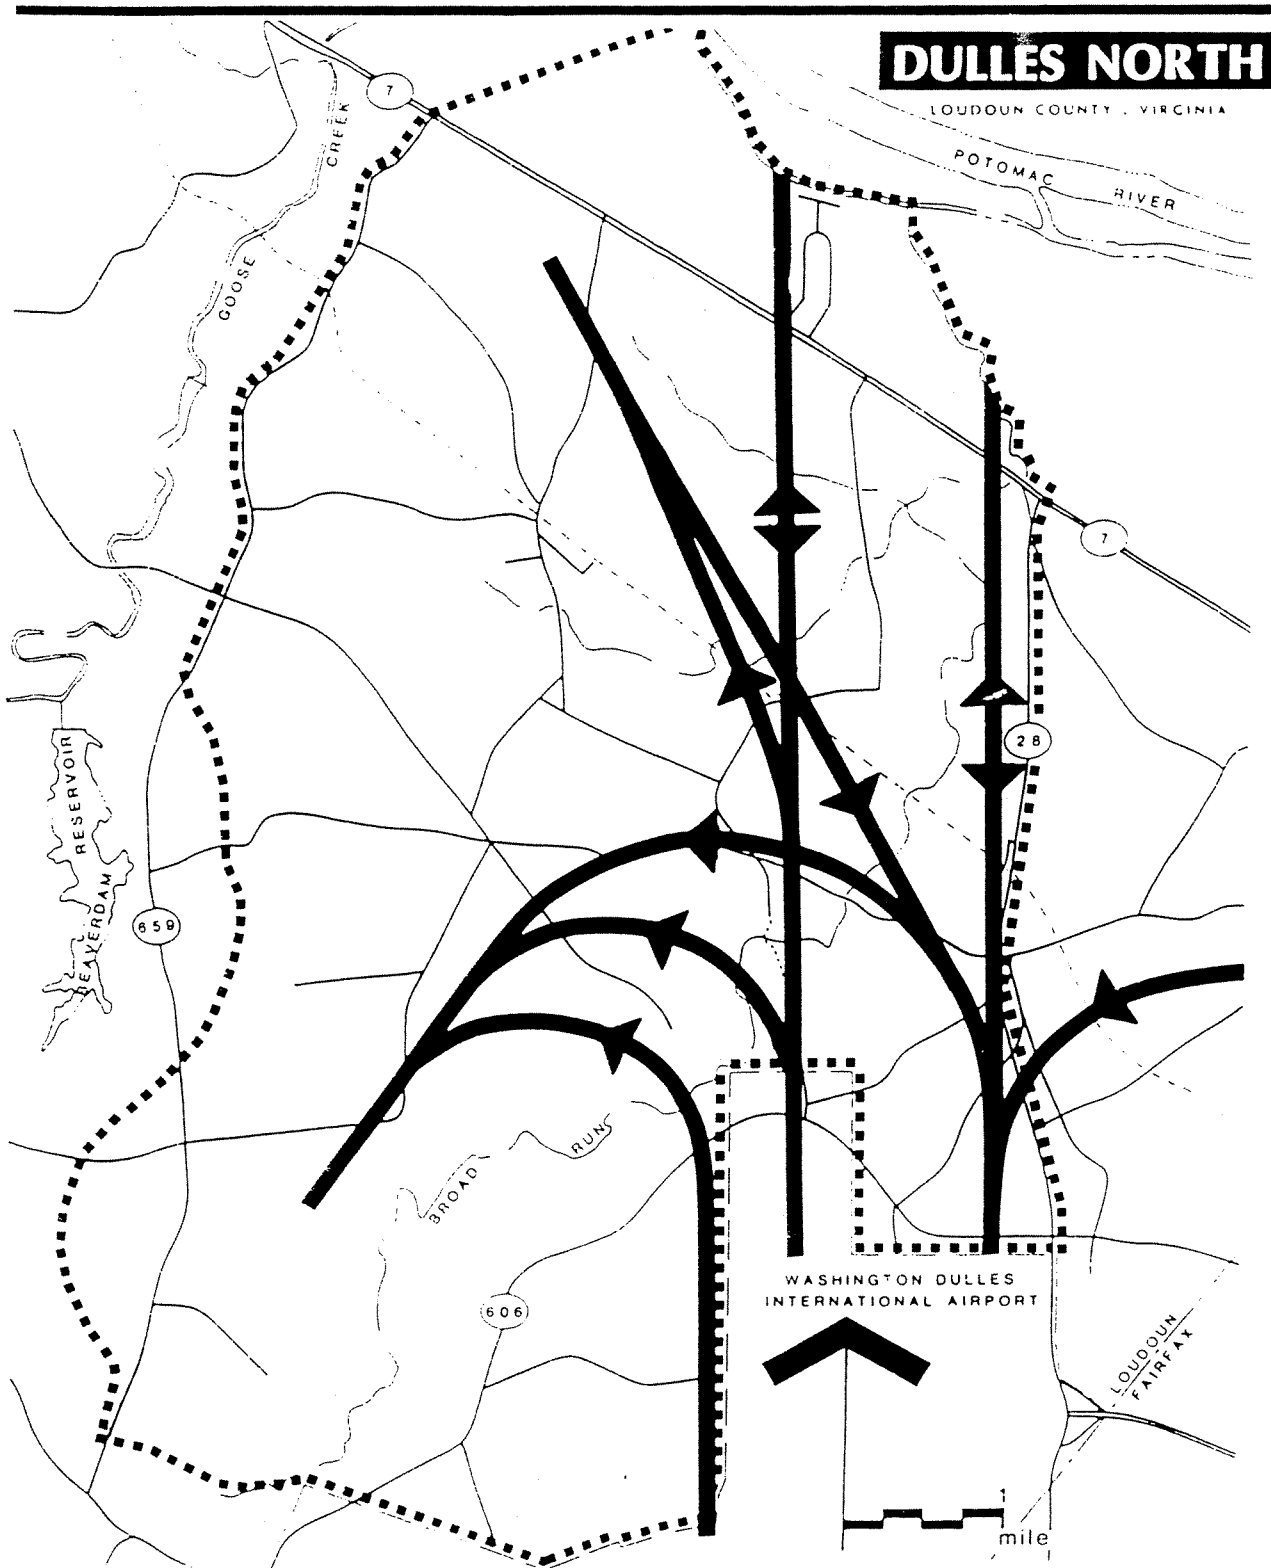 DULLES NORTH
LOUDOUN COUNTY, VIRGINIA
7
CREEK
GOOSE
POTOMAC
RIVER
7
28
RESERVOIR
BEAVERDAM
659
BROAD
RUN
606
WASHINGTON DULLES
INTERNATIONAL AIRPORT
LOUDOUN
FAIRFAX
1
mile